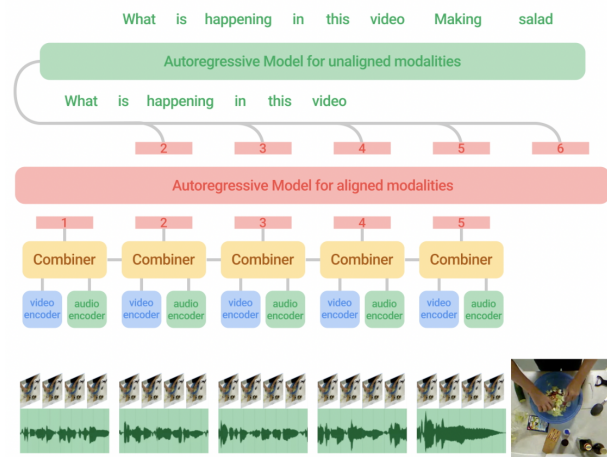 What is happening in this video Making salad
Autoregressive Model for unaligned modalities
What is happening in this video
2 3 4 5 6
Autoregressive Model for aligned modalities
1 2 3 4 5
Combiner Combiner Combiner Combiner Combiner
video audio video audio video audio video audio video audio
encoder encoder encoder encoder encoder encoder encoder encoder encoder encoder